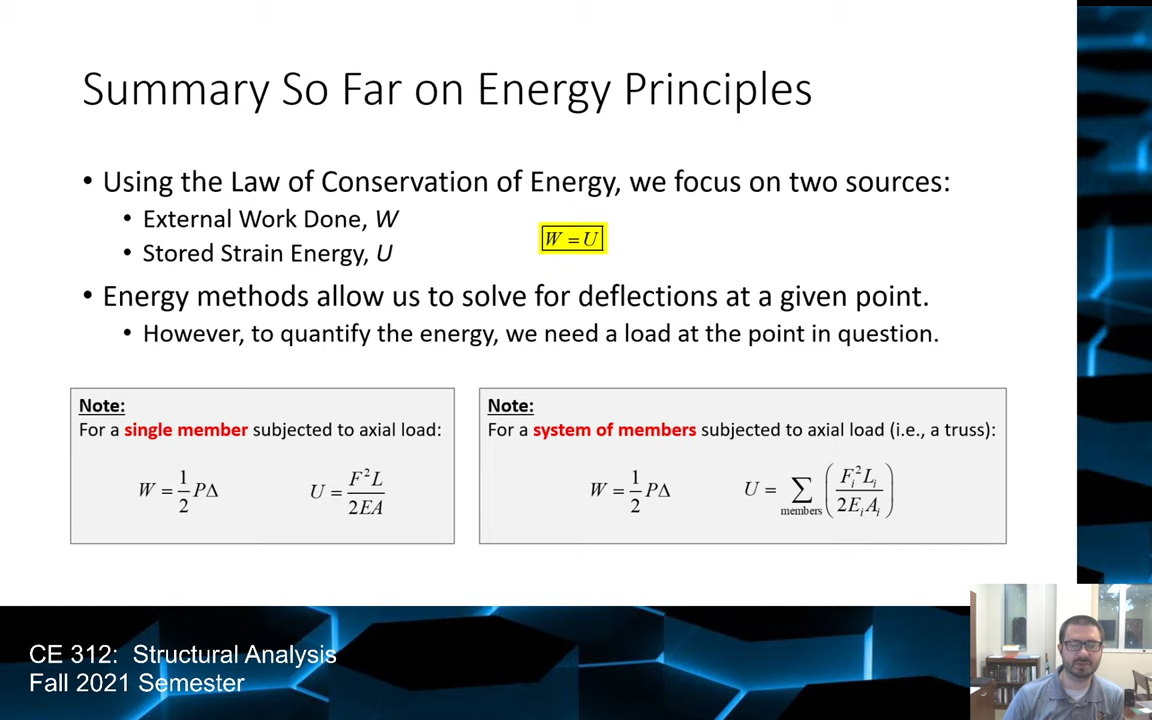 Summary So Far on Energy Principles
• Using the Law of Conservation of Energy, we focus on two sources:
• External Work Done, W
• Stored Strain Energy, U
W = U
• Energy methods allow us to solve for deflections at a given point.
• However, to quantify the energy, we need a load at the point in question.
Note:
For a single member subjected to axial load:
W = 1/2 PΔ
U = F²L / 2EA
Note:
For a system of members subjected to axial load (i.e., a truss):
W = 1/2 PΔ
U = ∑ members ( Fᵢ²Lᵢ / 2EᵢAᵢ )
CE 312: Structural Analysis
Fall 2021 Semester